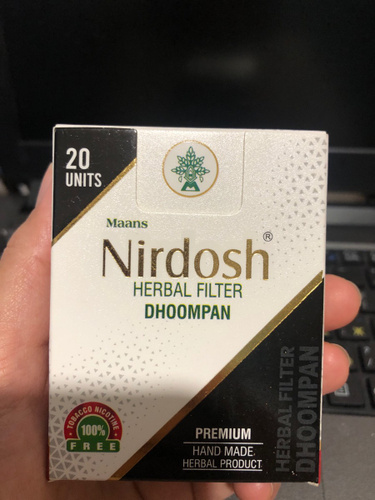 20
UNITS
Maans
Nirdosh®
HERBAL FILTER
DHOOMPAN
TOBACCO NICOTINE
100%
FREE
PREMIUM
HAND MADE
HERBAL PRODUCT
HERBAL FILTER
DHOOMPAN